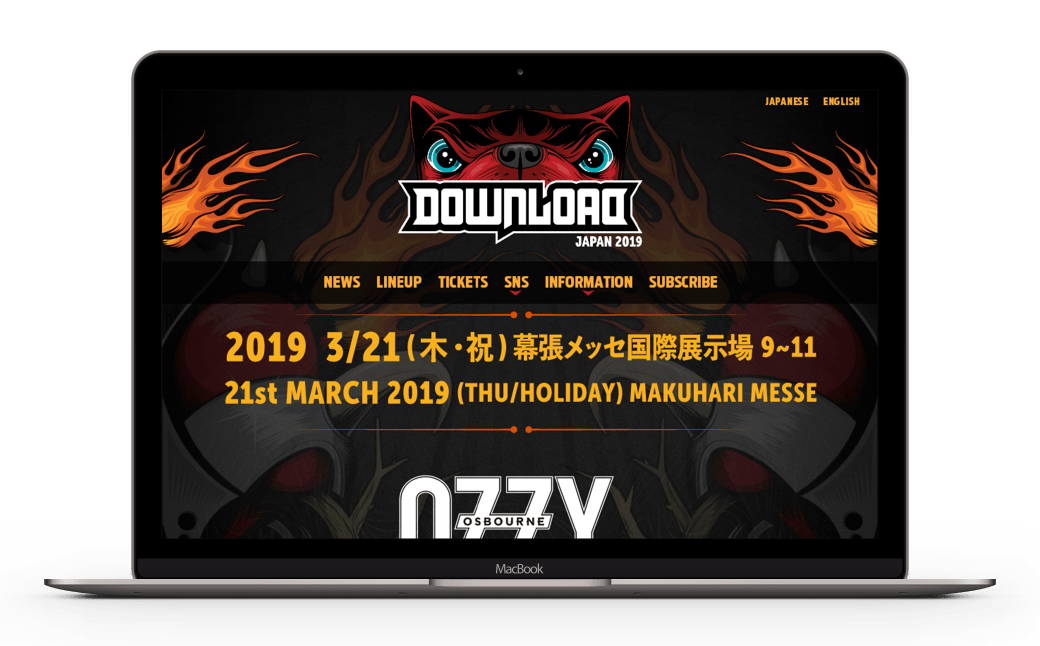 JAPANESE ENGLISH
DOWNLOAD
JAPAN 2019
NEWS LINEUP TICKETS SNS INFORMATION SUBSCRIBE
2019 3/21 (木・祝) 幕張メッセ国際展示場 9~11
21st MARCH 2019 (THU/HOLIDAY) MAKUHARI MESSE
OZZY
OSBOURNE
MacBook